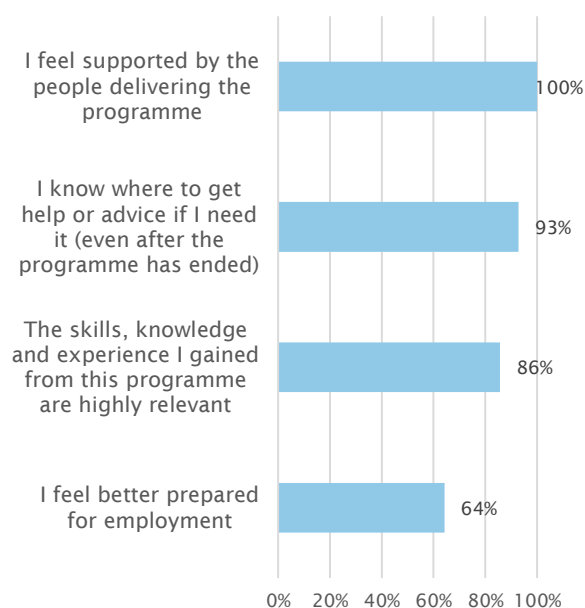 I feel supported by the
people delivering the
programme
100%
I know where to get
help or advice if I need
it (even after the
programme has ended)
93%
The skills, knowledge
and experience I gained
from this programme
are highly relevant
86%
I feel better prepared
for employment
64%
0% 20% 40% 60% 80% 100%